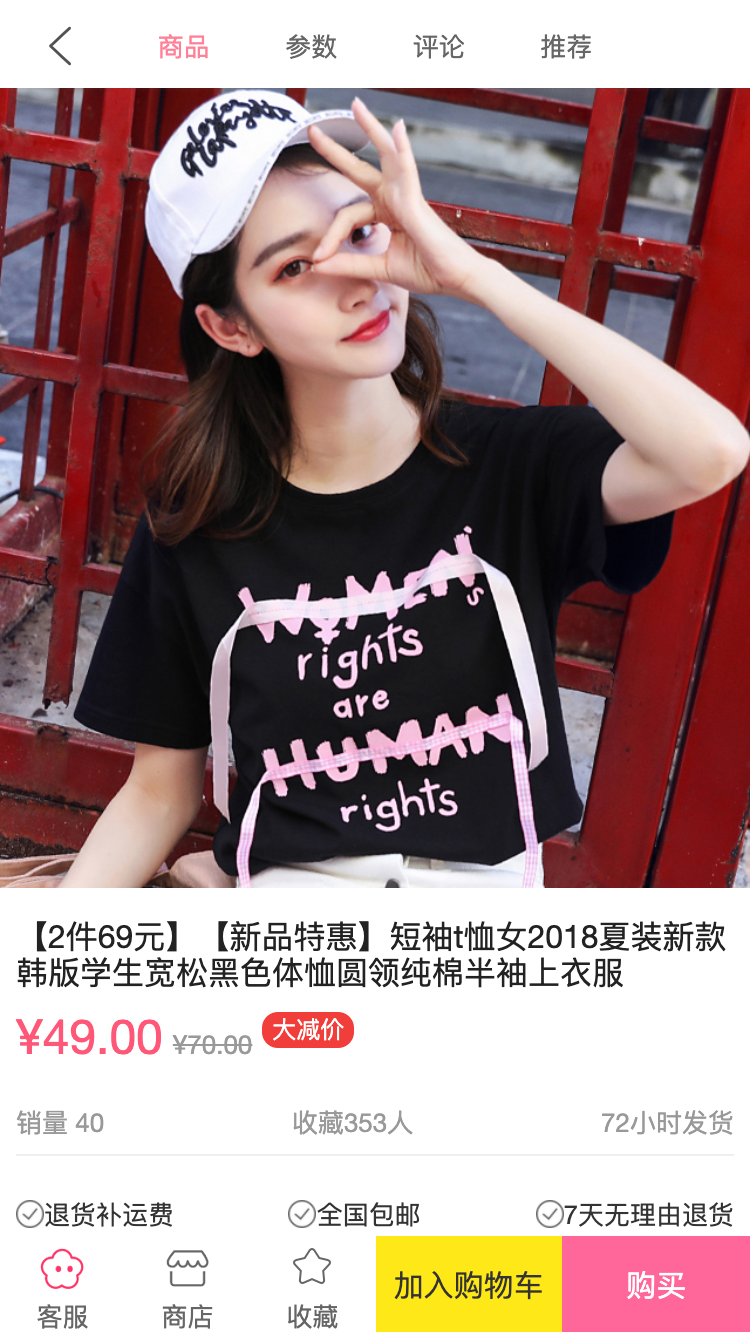 商品 参数 评论 推荐
WOMEN's
rights
are
HUMAN
rights
【2件69元】【新品特惠】短袖t恤女2018夏装新款
韩版学生宽松黑色体恤圆领纯棉半袖上衣服
¥49.00 ¥70.00 大减价
销量 40 收藏353人 72小时发货
退货补运费 全国包邮 7天无理由退货
客服 商店 收藏 加入购物车 购买